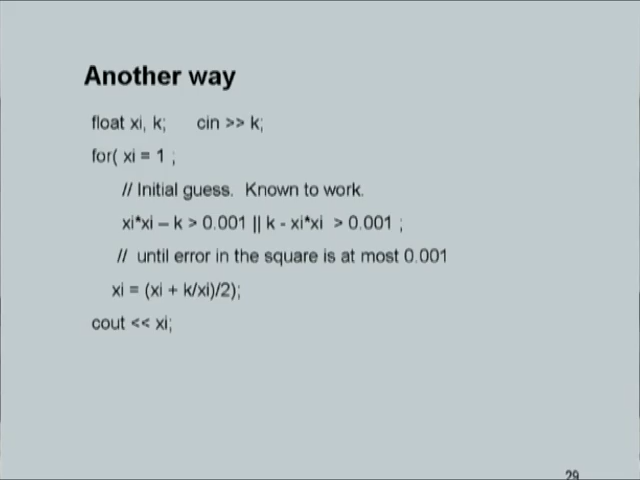 Another way
float xi, k; cin >> k;
for( xi = 1 ;
// Initial guess. Known to work.
xi*xi – k > 0.001 || k - xi*xi > 0.001 ;
// until error in the square is at most 0.001
xi = (xi + k/xi)/2);
cout << xi;
29